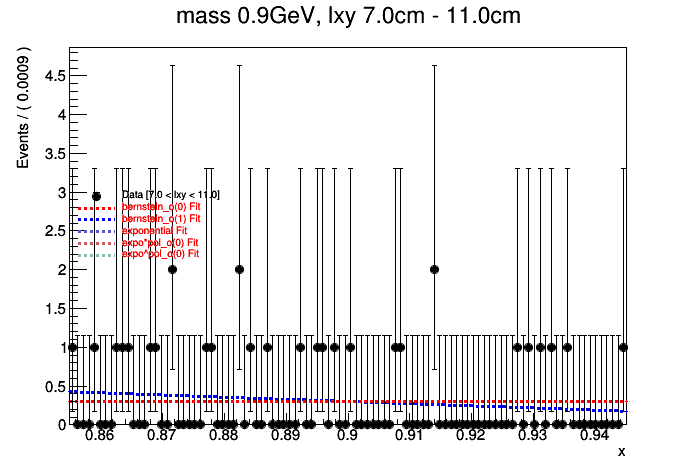 mass 0.9GeV, lxy 7.0cm - 11.0cm
Events / ( 0.0009 )
4.5
4
3.5
3
2.5
2
1.5
1
0.5
0
Data [7.0 < lxy < 11.0]
bernstein_o(0) Fit
bernstein_o(1) Fit
exponential Fit
expo*pol_o(0) Fit
expo^pol_o(0) Fit
0.86 0.87 0.88 0.89 0.9 0.91 0.92 0.93 0.94
x